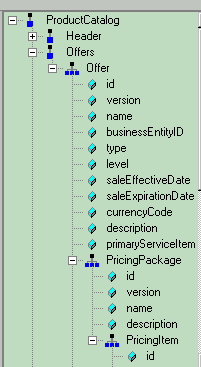 ProductCatalog
Header
Offers
Offer
id
version
name
businessEntityID
type
level
saleEffectiveDate
saleExpirationDate
currencyCode
description
primaryServiceItem
PricingPackage
id
version
name
description
PricingItem
id